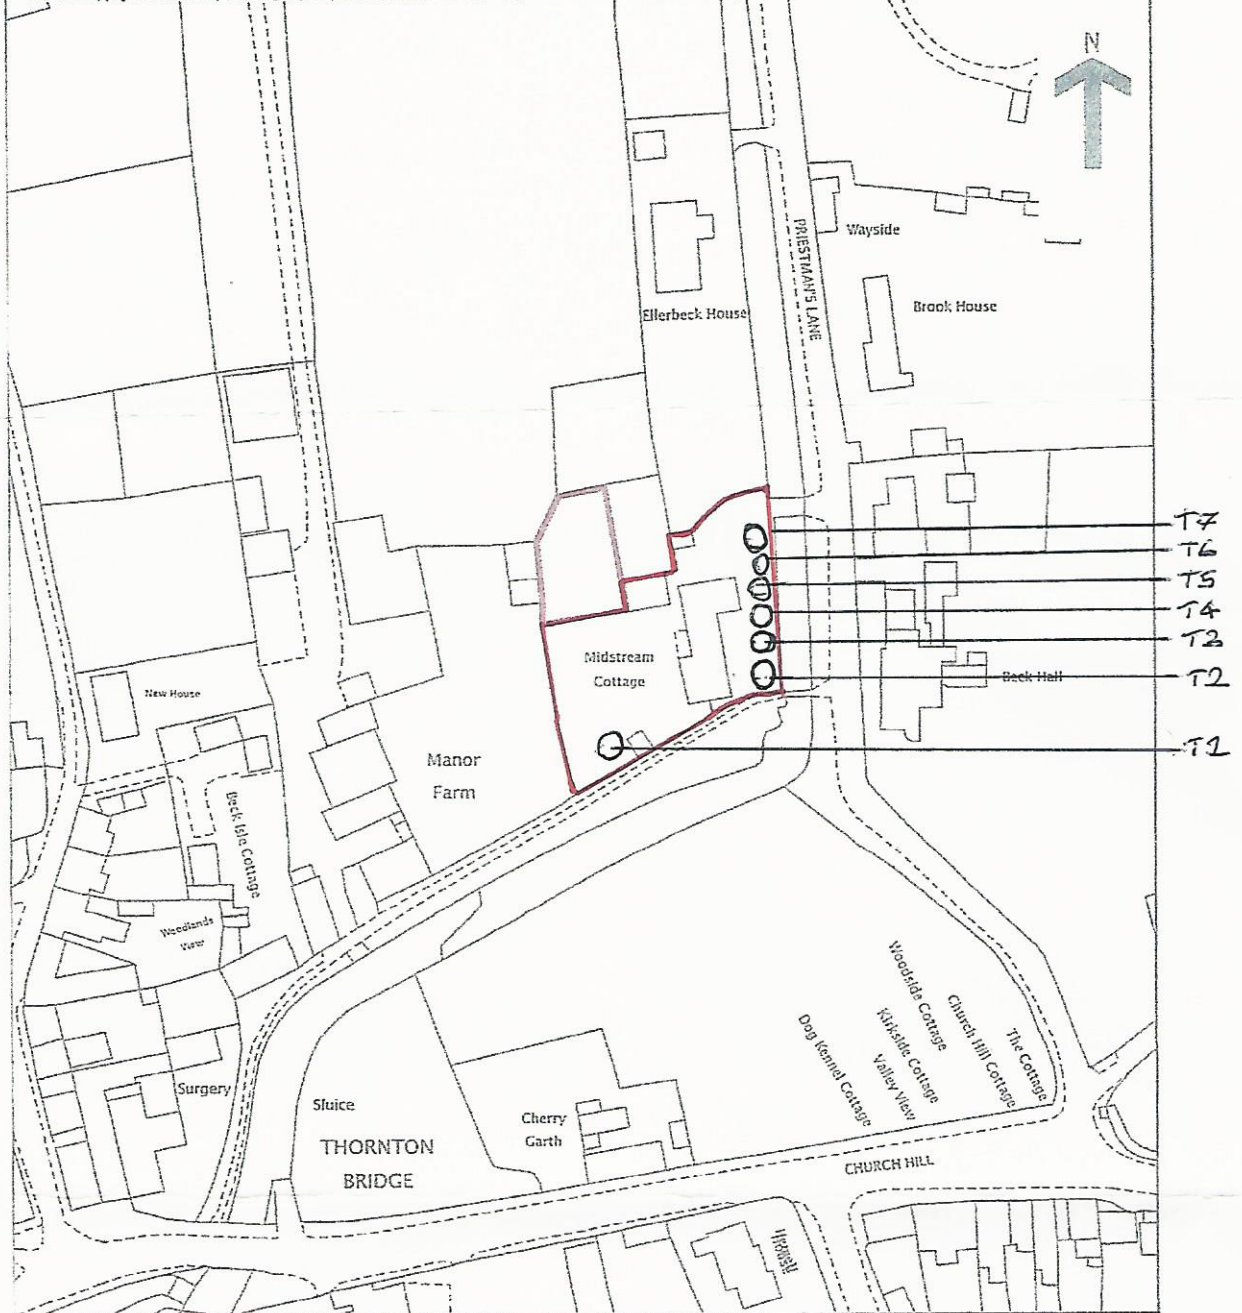 N
Wayside
PRIESTMAN'S LANE
Brook House
Ellerbeck House
T7
T6
T5
T4
T3
Midstream
Cottage
Beck Hall
T2
New House
T1
Manor
Farm
Beck Isle Cottage
Woodlands
View
Woodside Cottage
Church Hill Cottage
Kirkside Cottage
The Cottage
Dog Kennel Cottage
Valley View
Surgery
Sluice
Cherry
Garth
THORNTON
BRIDGE
CHURCH HILL
House